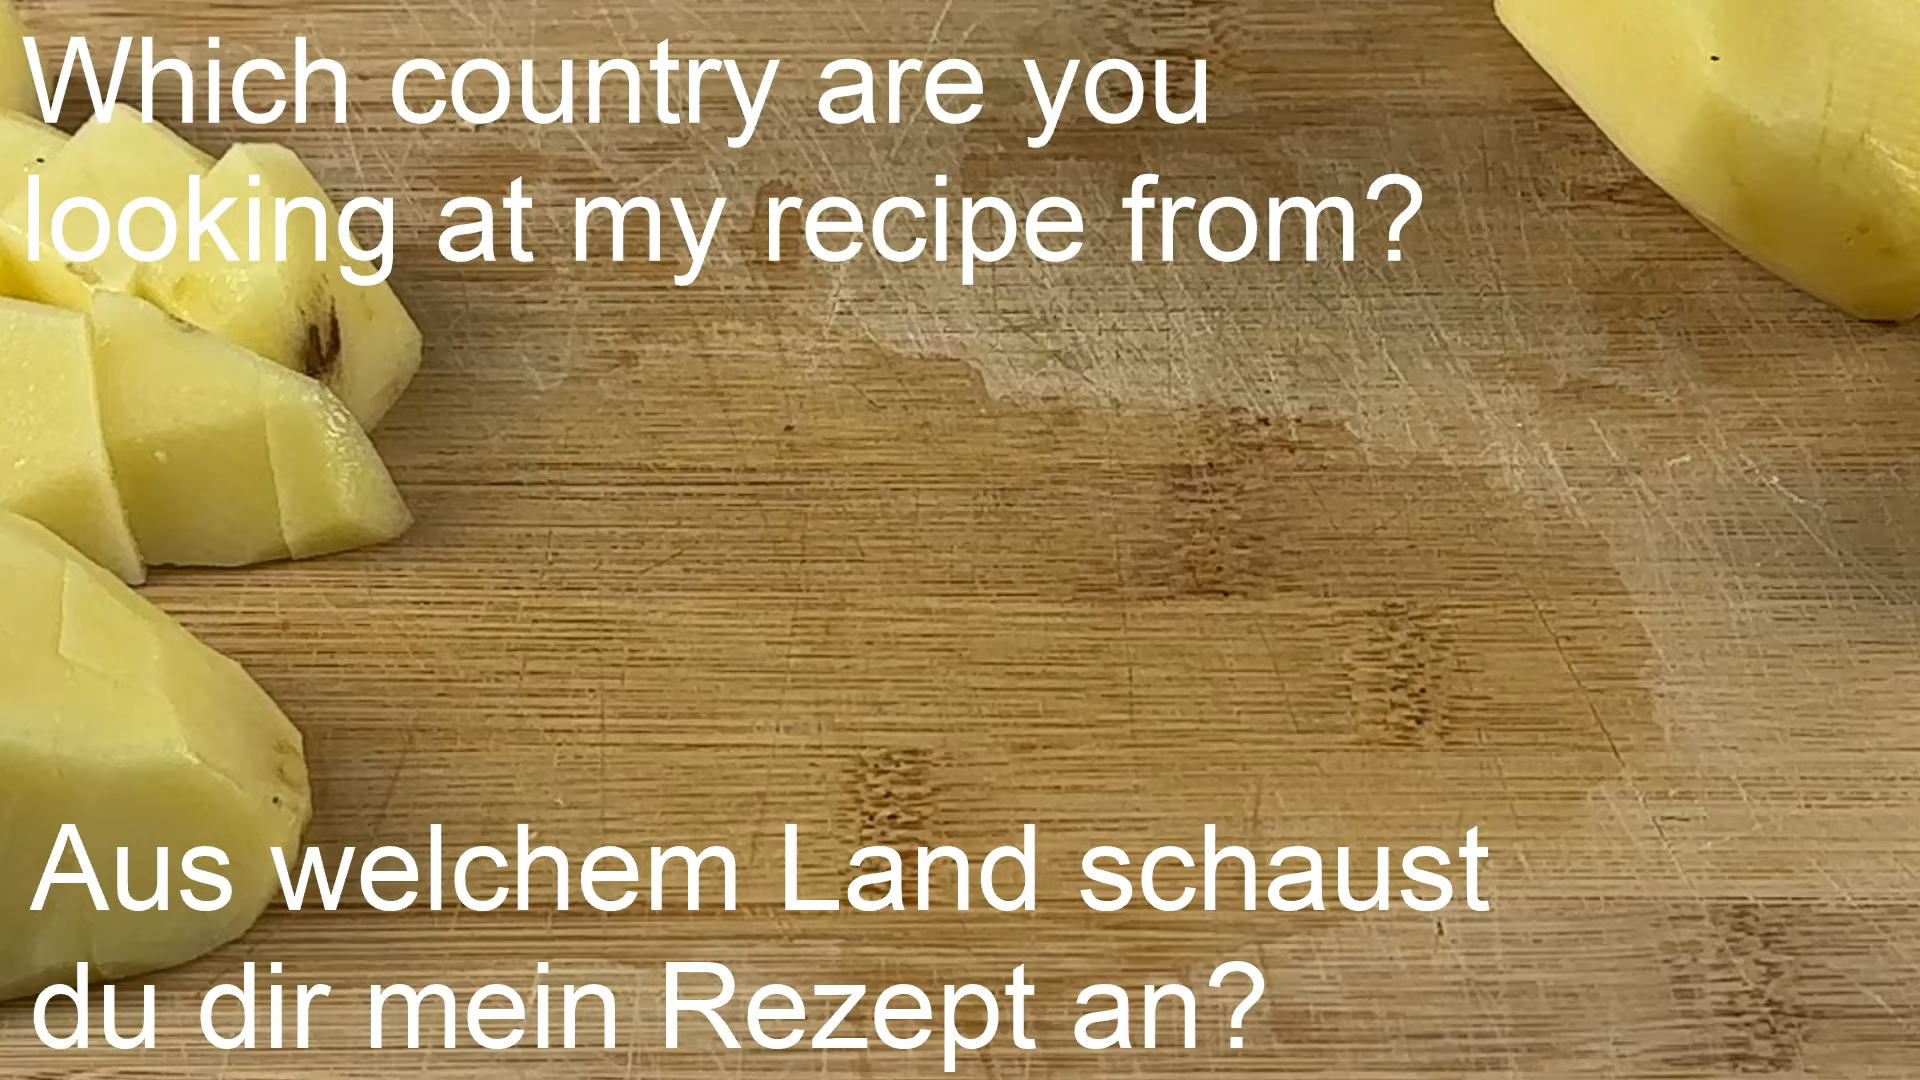 Which country are you
looking at my recipe from?
Aus welchem Land schaust
du dir mein Rezept an?